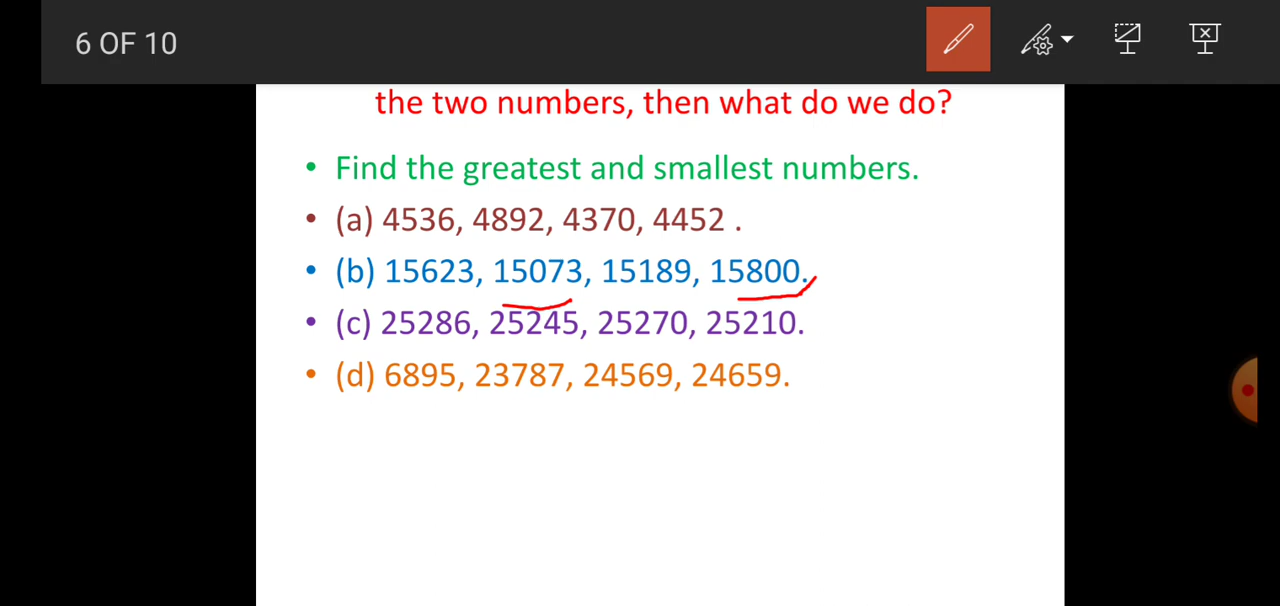 6 OF 10
the two numbers, then what do we do?
• Find the greatest and smallest numbers.
• (a) 4536, 4892, 4370, 4452 .
• (b) 15623, 15073, 15189, 15800.
• (c) 25286, 25245, 25270, 25210.
• (d) 6895, 23787, 24569, 24659.